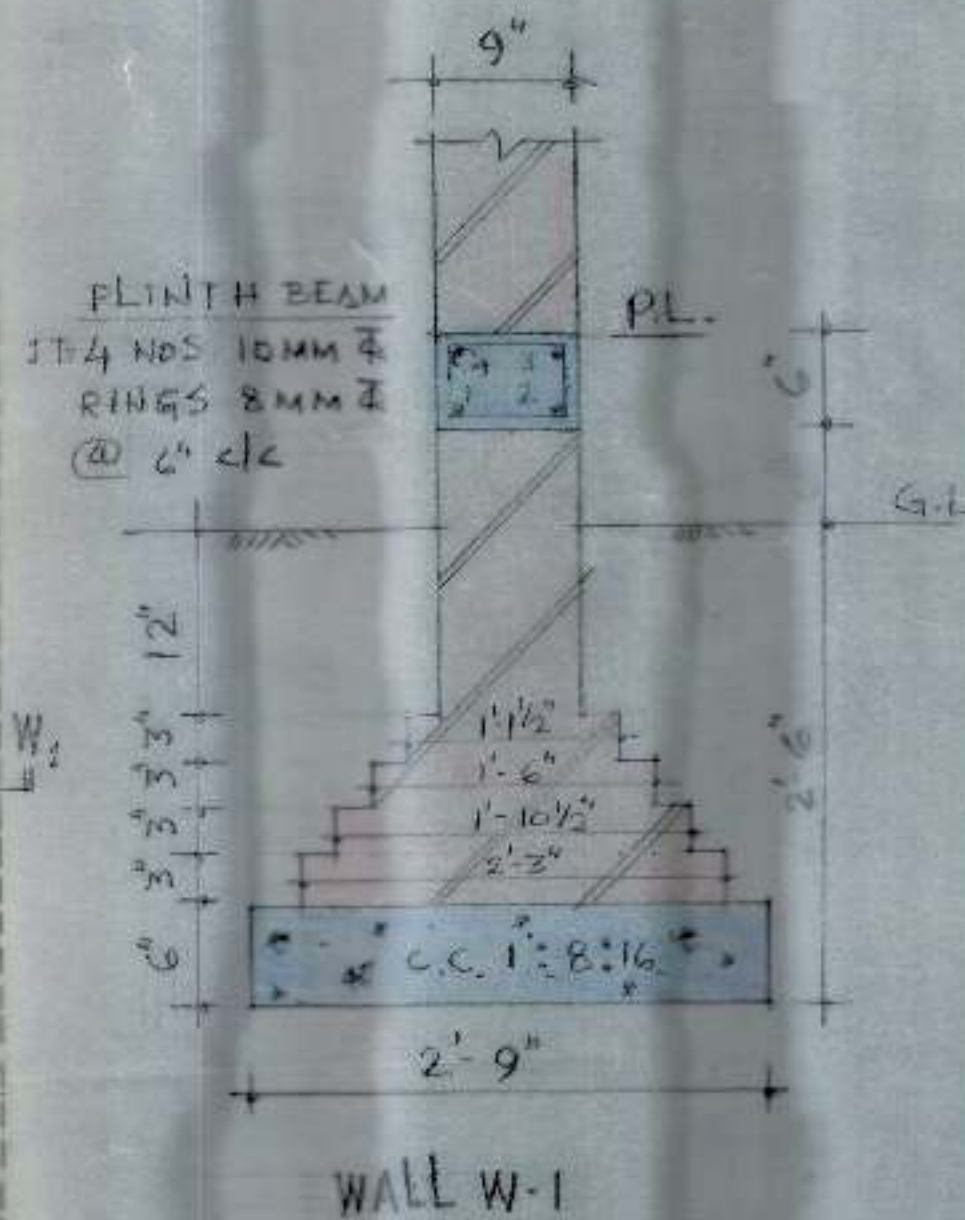 9"
PLINTH BEAM
P.L.
4 NOS 10MM Φ
RINGS 8MM Φ
@ 6" c/c
6"
G.L
12"
3"
3"
3"
3"
6"
1'-1½"
1'-6"
1'-10½"
2'-3"
2'-6"
W1
C.C. 1:8:16
2'-9"
WALL W-1